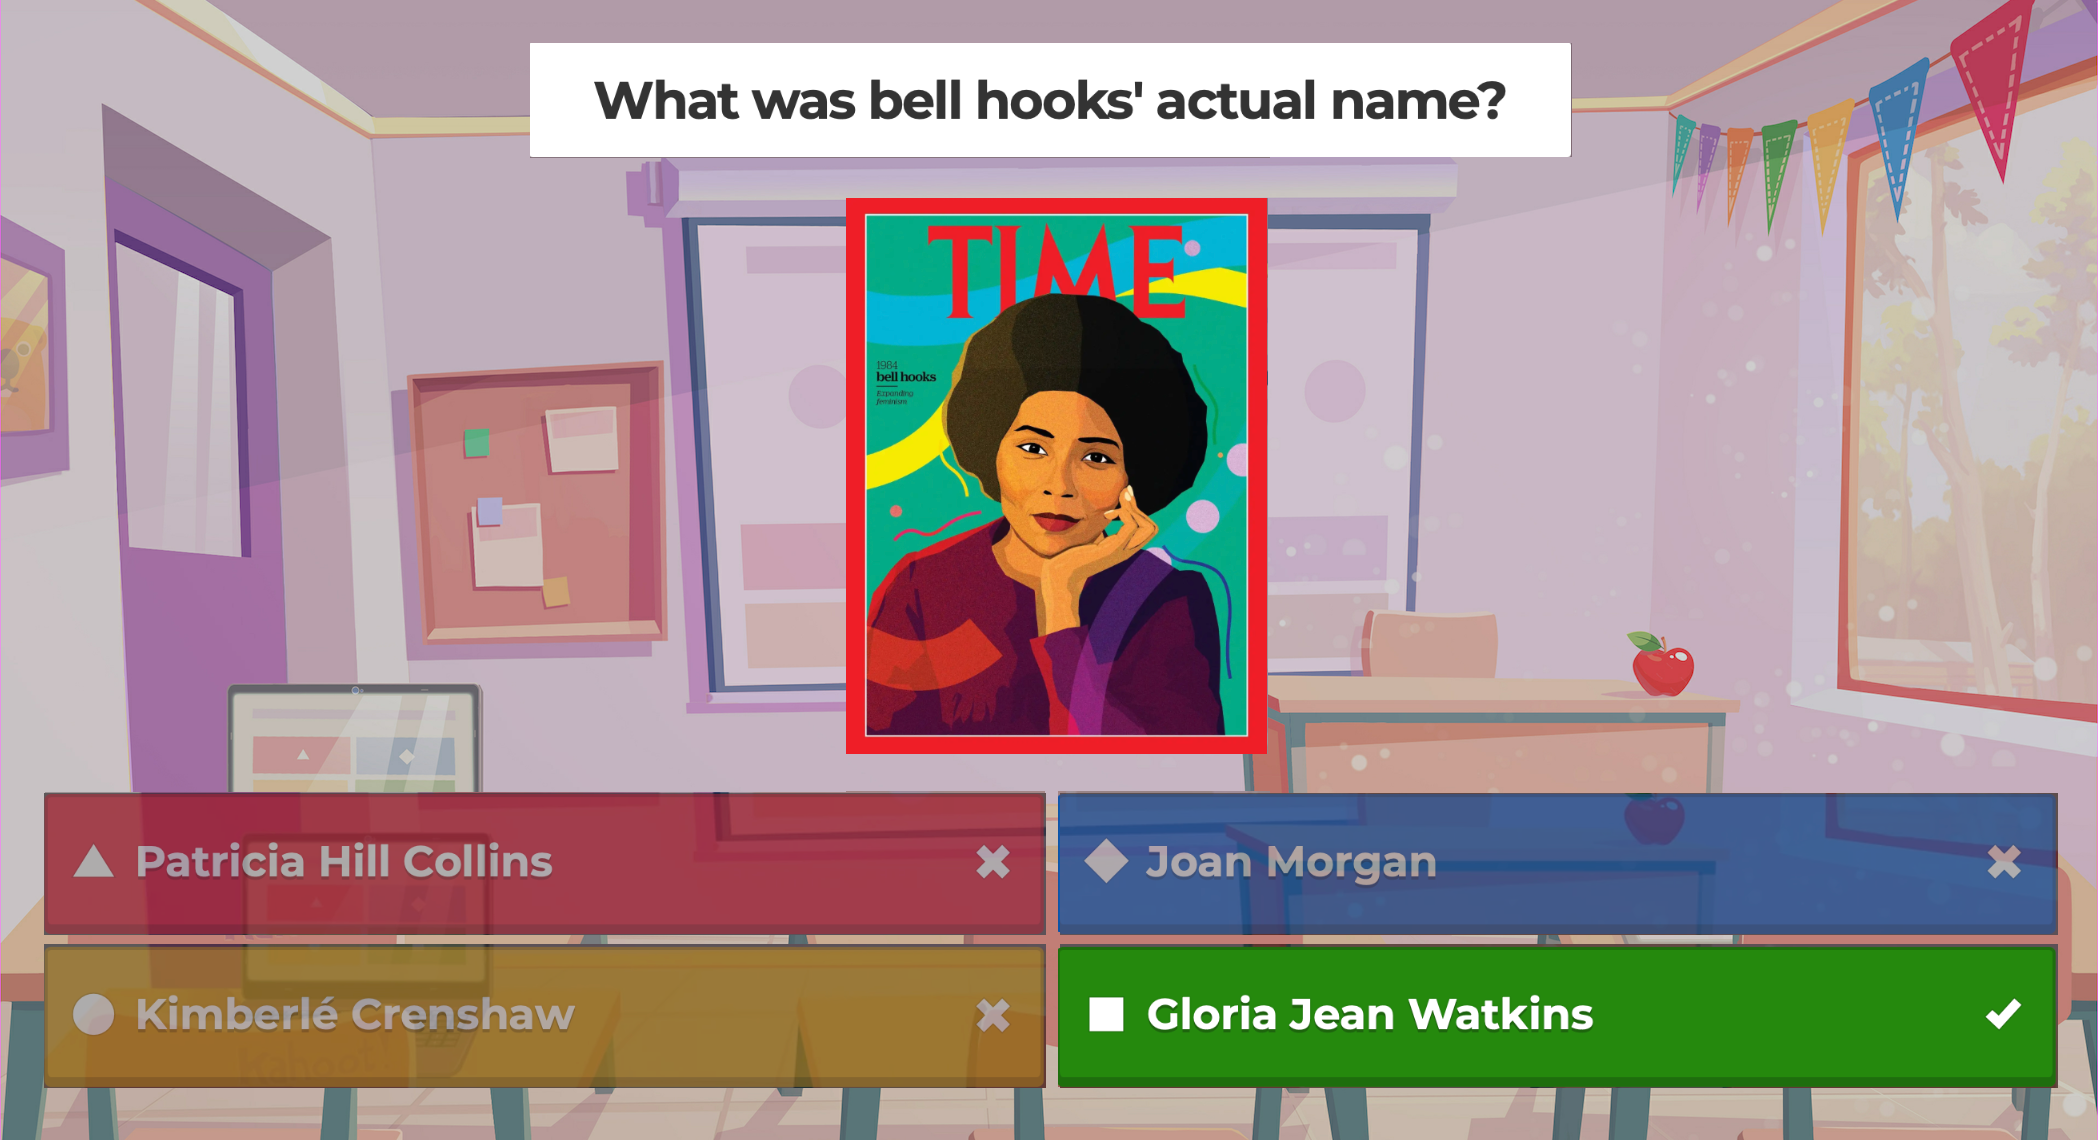 What was bell hooks' actual name?
TIME
1984
bell hooks
Expanding
feminism
Patricia Hill Collins
Joan Morgan
Kimberlé Crenshaw
Gloria Jean Watkins
Kahoot!